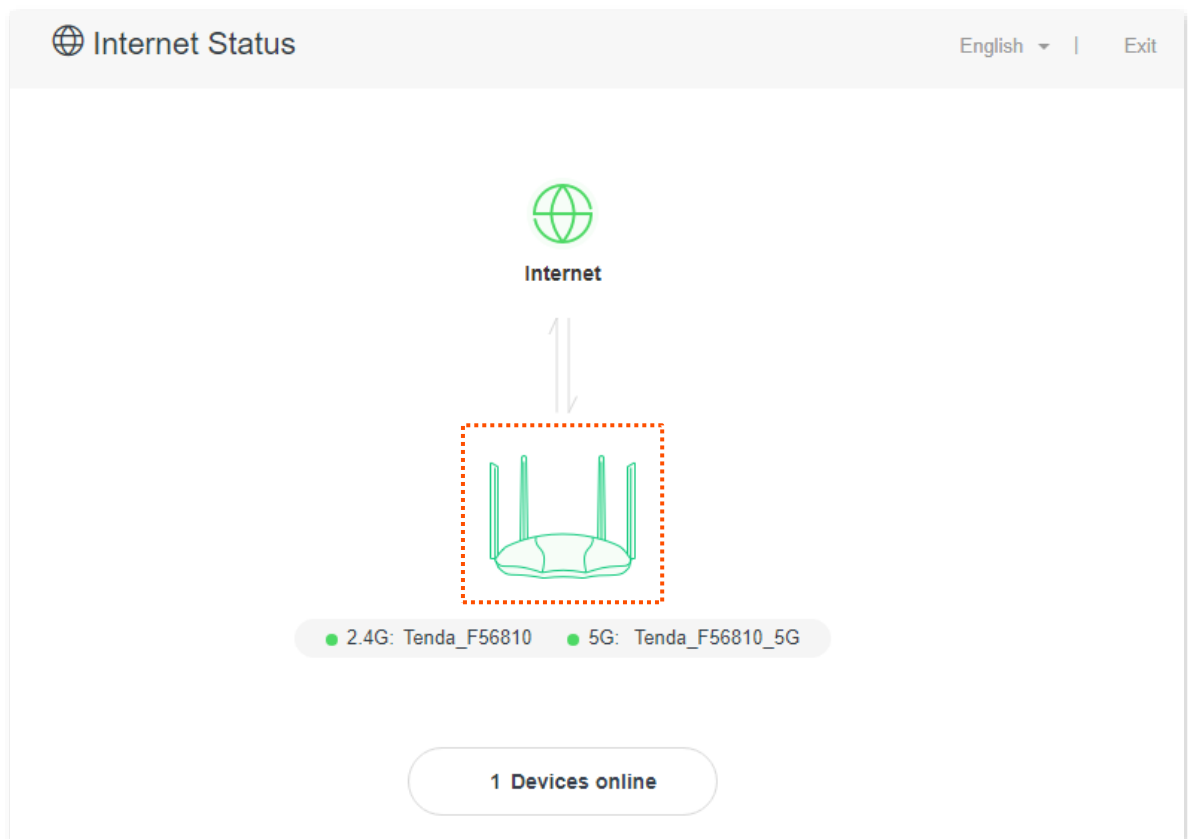 Internet Status
English | Exit
Internet
2.4G: Tenda_F56810 5G: Tenda_F56810_5G
1 Devices online